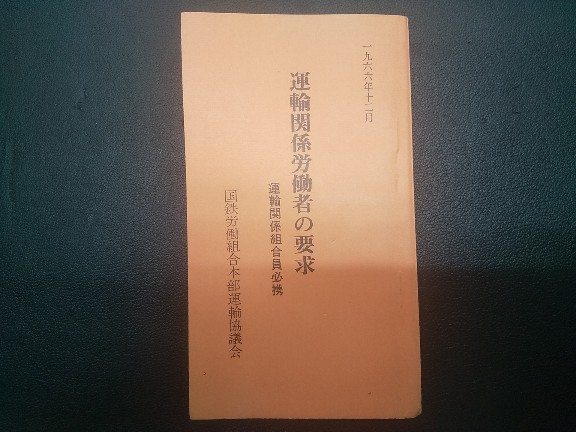 一九六六年十二月
運輸関係労働者の要求
運輸関係組合員必携
国鉄労働組合本部運輸協議会